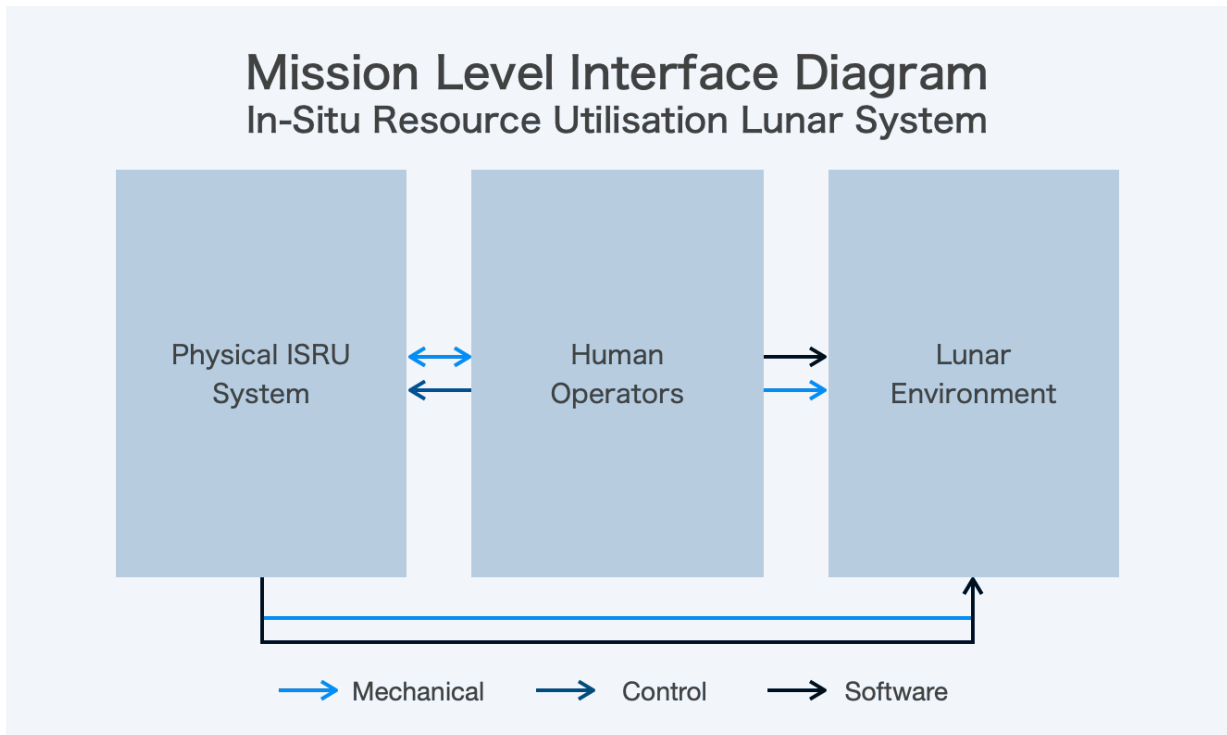 Mission Level Interface Diagram
In-Situ Resource Utilisation Lunar System
Physical ISRU
System
Human
Operators
Lunar
Environment
Mechanical
Control
Software